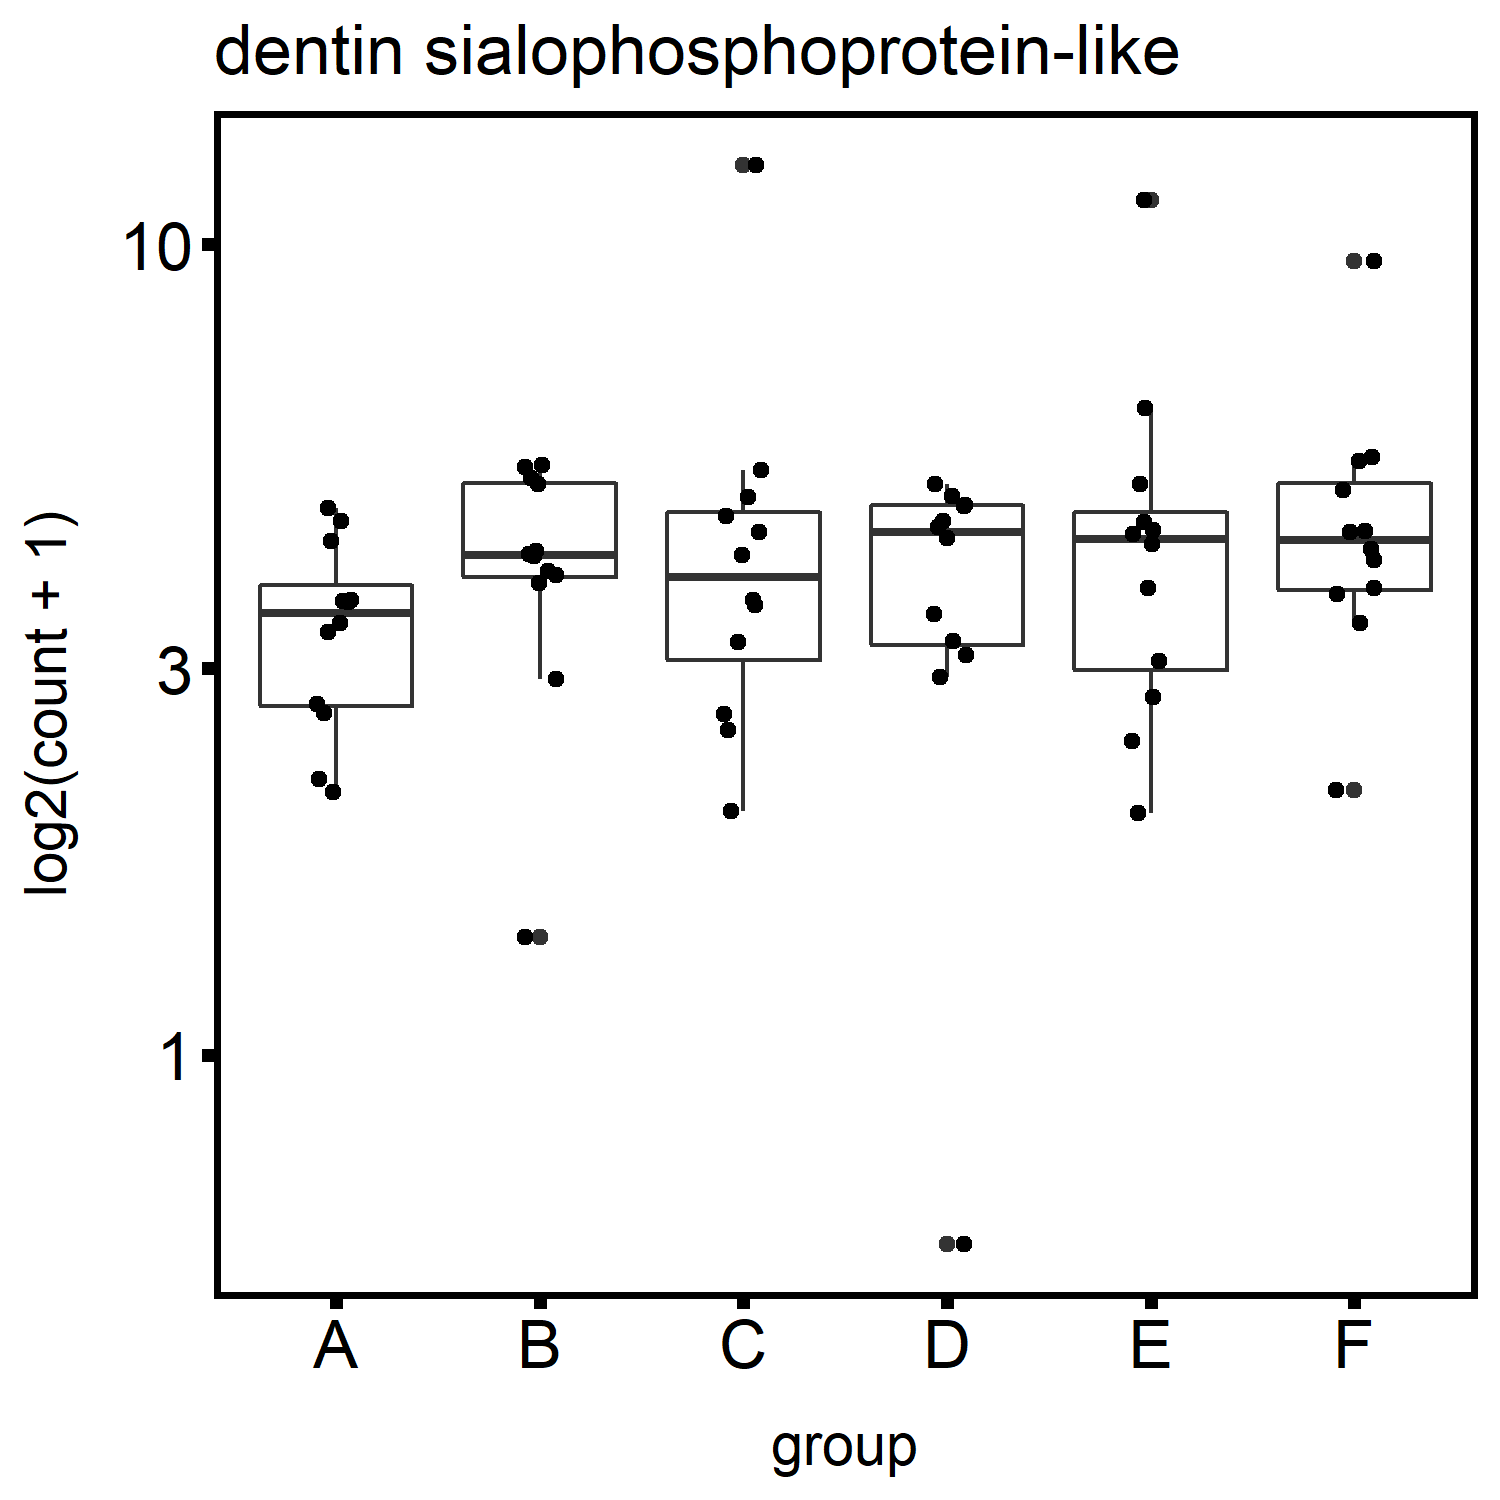 dentin sialophosphoprotein-like
log2(count + 1)
10
3
1
A B C D E F
group